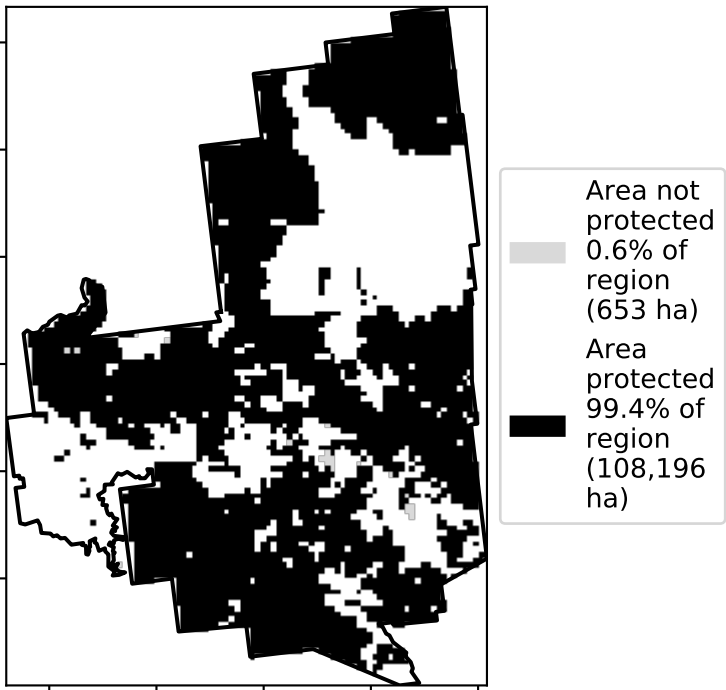 Area not
protected
0.6% of
region
(653 ha)
Area
protected
99.4% of
region
(108,196
ha)